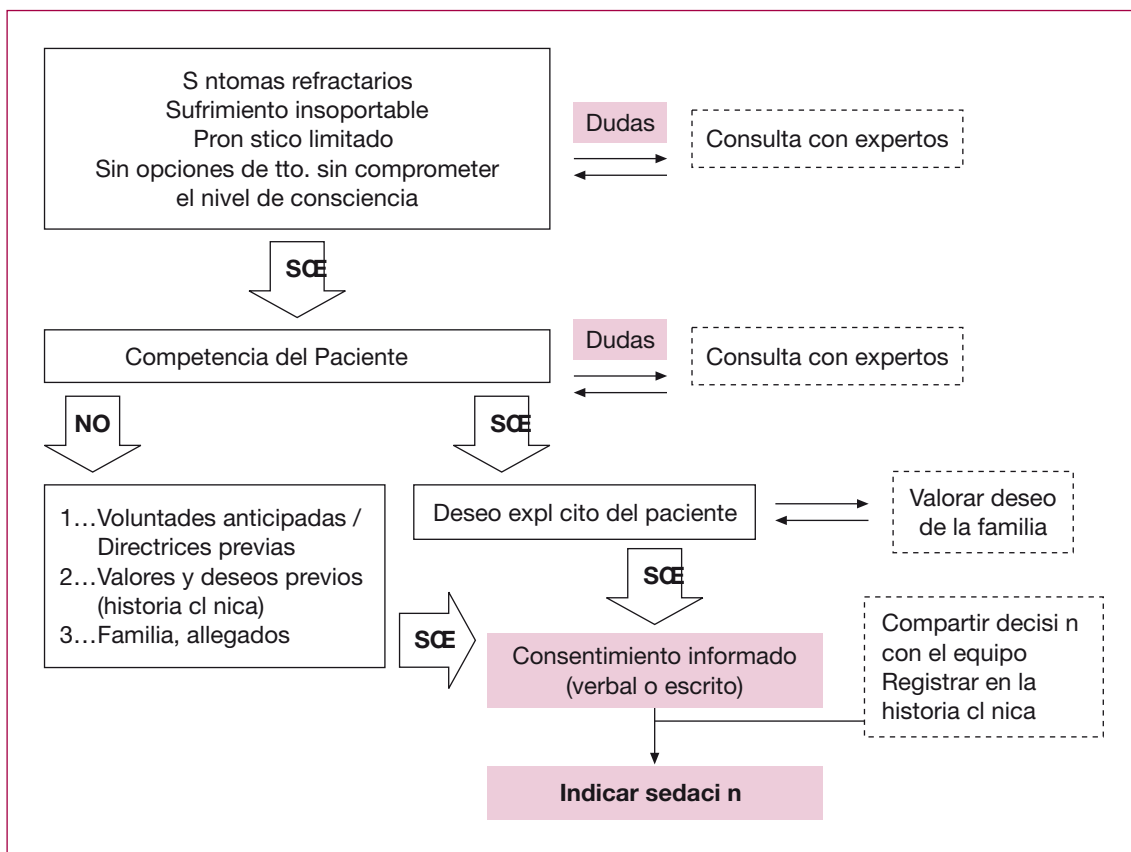 S ntomas refractarios
Sufrimiento insoportable
Pron stico limitado
Sin opciones de tto. sin comprometer
el nivel de consciencia
Dudas
Consulta con expertos
SŒ
Competencia del Paciente
Dudas
Consulta con expertos
NO
SŒ
1...Voluntades anticipadas /
Directrices previas
2...Valores y deseos previos
(historia cl nica)
3...Familia, allegados
Deseo expl cito del paciente
Valorar deseo
de la familia
SŒ
SŒ
Consentimiento informado
(verbal o escrito)
Compartir decisi n
con el equipo
Registrar en la
historia cl nica
Indicar sedaci n